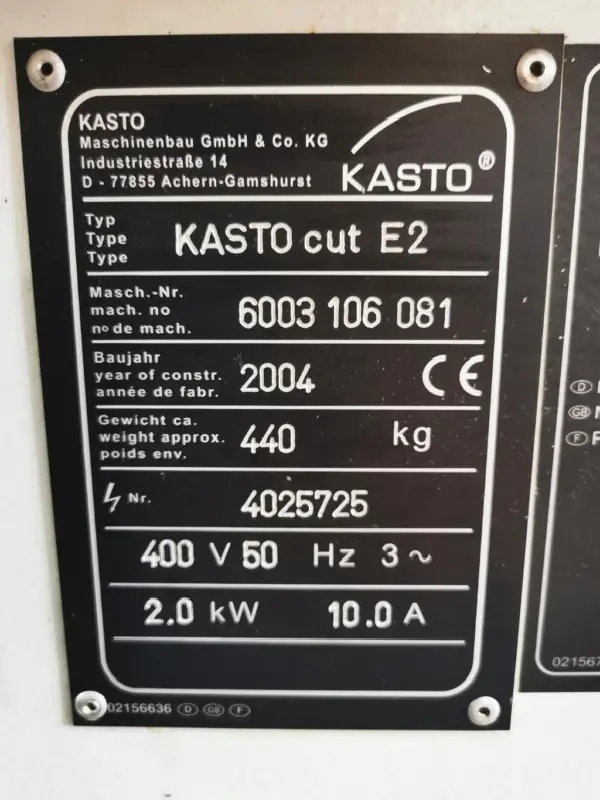 KASTO
Maschinenbau GmbH & Co. KG
Industriestraße 14
D - 77855 Achern-Gamshurst
KASTO®
Typ
Type
Type
KASTO cut E2
Masch.-Nr.
mach. no
no de mach.
6003 106 081
Baujahr
year of constr.
année de fabr.
2004
CE
Gewicht ca.
weight approx.
poids env.
440 kg
Nr.
4025725
400 V 50 Hz 3 ~
2.0 kW 10.0 A
02156636 D GB F
D
GB
F